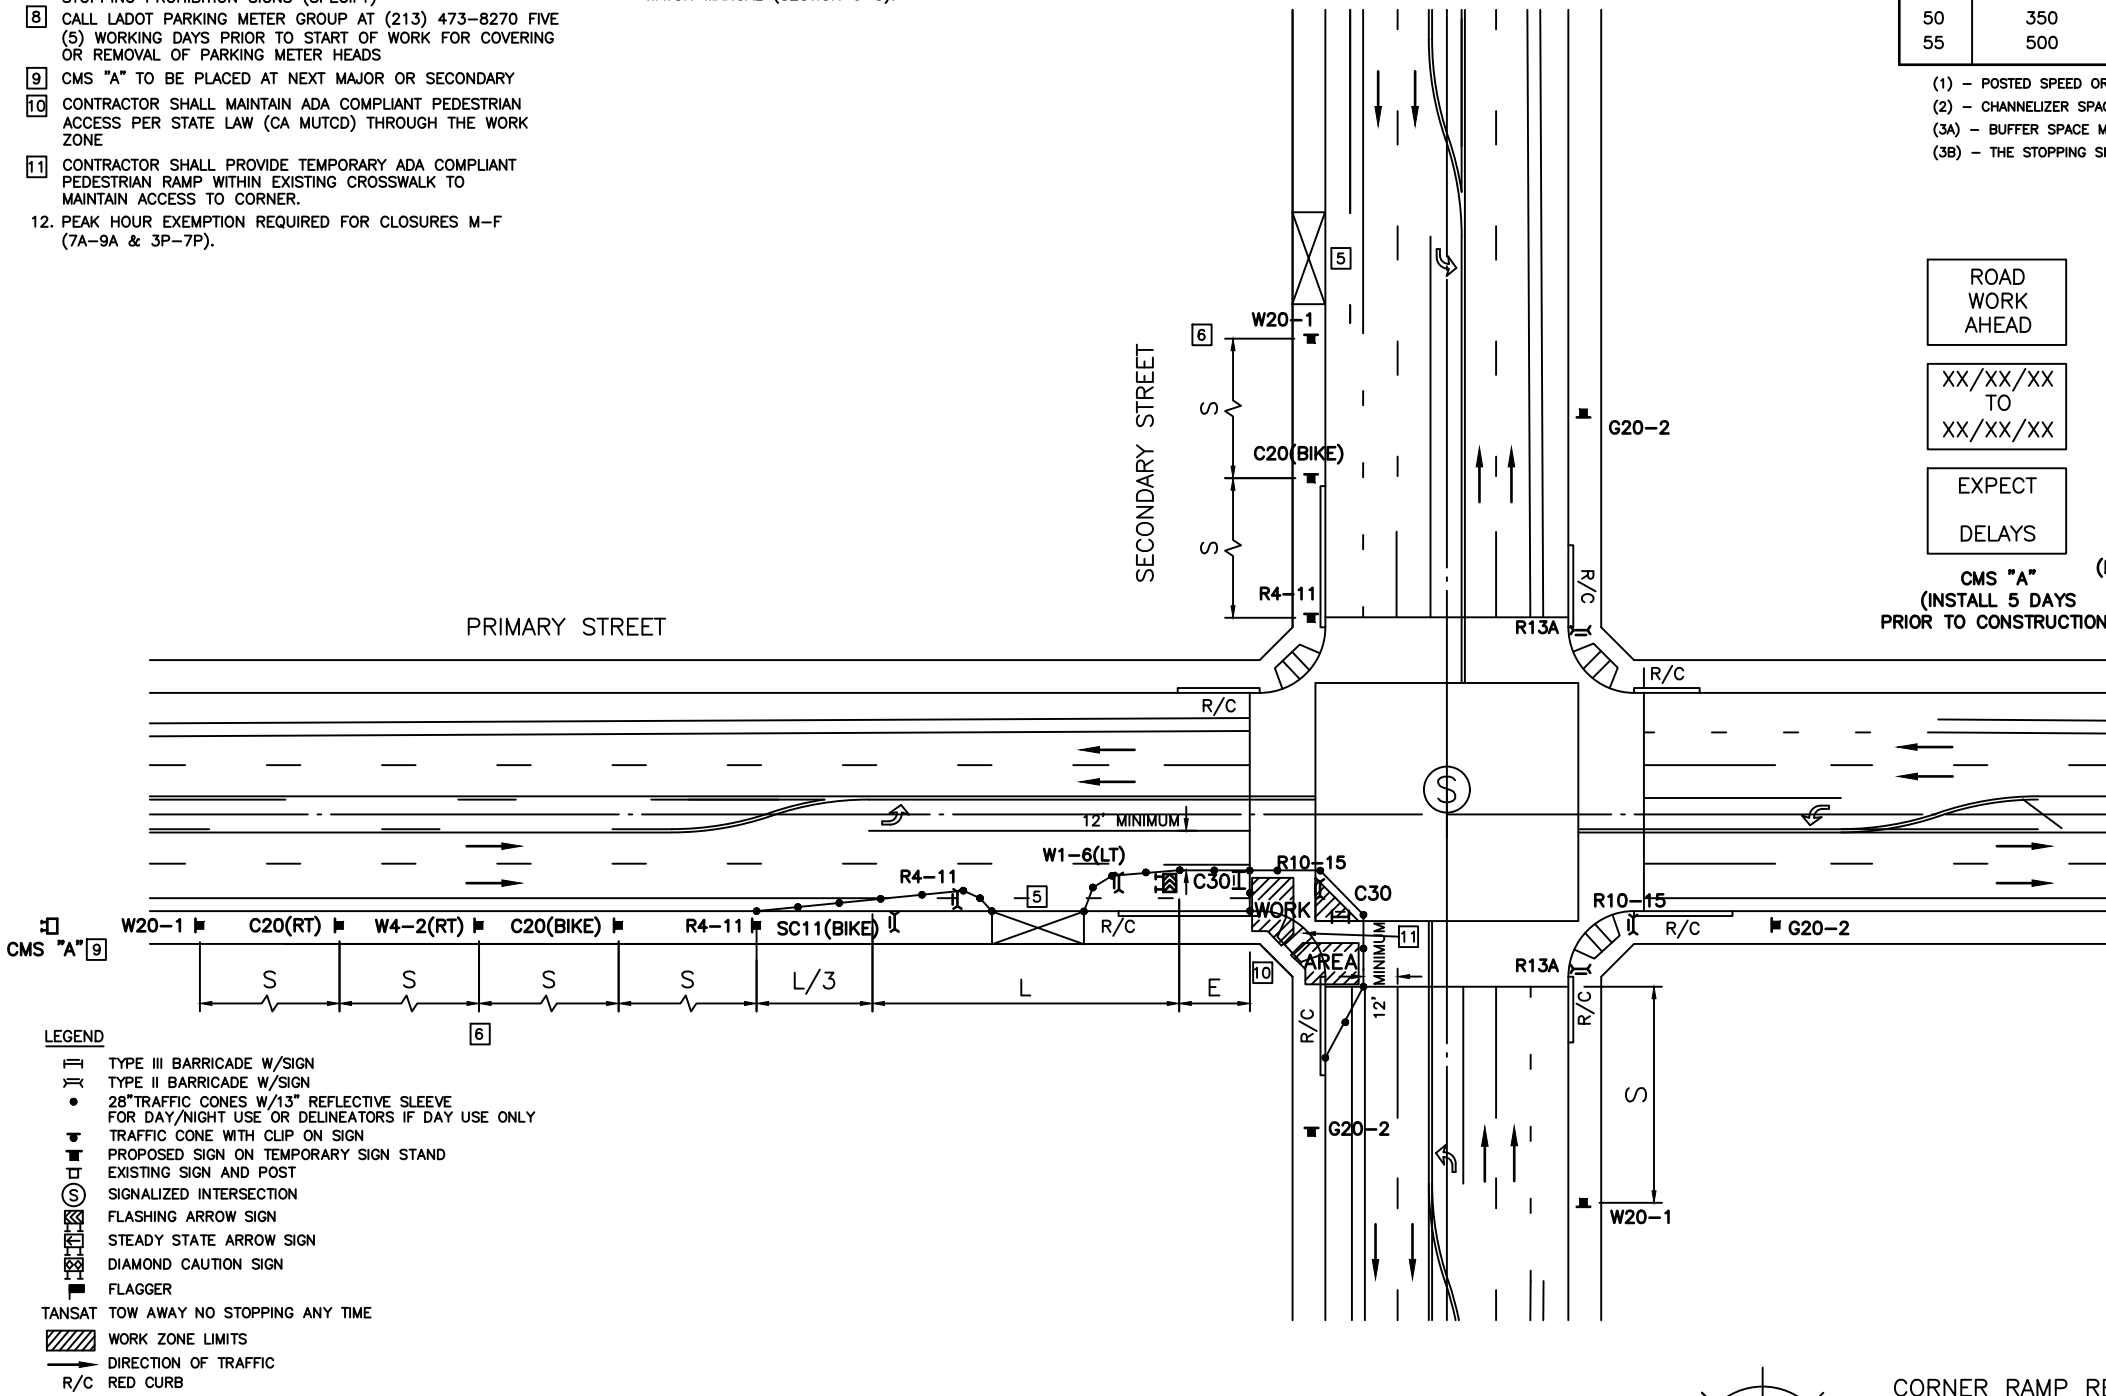 8 CALL LADOT PARKING METER GROUP AT (213) 473-8270 FIVE
(5) WORKING DAYS PRIOR TO START OF WORK FOR COVERING
OR REMOVAL OF PARKING METER HEADS
9 CMS "A" TO BE PLACED AT NEXT MAJOR OR SECONDARY
10 CONTRACTOR SHALL MAINTAIN ADA COMPLIANT PEDESTRIAN
ACCESS PER STATE LAW (CA MUTCD) THROUGH THE WORK
ZONE
11 CONTRACTOR SHALL PROVIDE TEMPORARY ADA COMPLIANT
PEDESTRIAN RAMP WITHIN EXISTING CROSSWALK TO
MAINTAIN ACCESS TO CORNER.
12. PEAK HOUR EXEMPTION REQUIRED FOR CLOSURES M-F
(7A-9A & 3P-7P).
50 350
55 500
(1) - POSTED SPEED OR
(2) - CHANNELIZER
(3A) - BUFFER SPACE
(3B) - THE STOPPING
ROAD
WORK
AHEAD
XX/XX/XX
TO
XX/XX/XX
EXPECT
DELAYS
CMS "A"
(INSTALL 5 DAYS
PRIOR TO CONSTRUCTION
5
W20-1
6
S
C20(BIKE)
S
R4-11
SECONDARY STREET
G20-2
R/C
R13A
PRIMARY STREET
R/C
R/C
S
12' MINIMUM
W1-6(LT)
R10-15
R4-11
C30
C30
5
WORK
AREA
R10-15
CMS "A" 9
W20-1
C20(RT)
W4-2(RT)
C20(BIKE)
R4-11
SC11(BIKE)
R/C
11
R/C
G20-2
10
12' MINIMUM
R13A
S
S
S
S
L/3
L
E
R/C
R/C
6
S
G20-2
W20-1
LEGEND
TYPE III BARRICADE W/SIGN
TYPE II BARRICADE W/SIGN
28"TRAFFIC CONES W/13" REFLECTIVE SLEEVE
FOR DAY/NIGHT USE OR DELINEATORS IF DAY USE ONLY
TRAFFIC CONE WITH CLIP ON SIGN
PROPOSED SIGN ON TEMPORARY SIGN STAND
EXISTING SIGN AND POST
S SIGNALIZED INTERSECTION
FLASHING ARROW SIGN
STEADY STATE ARROW SIGN
DIAMOND CAUTION SIGN
FLAGGER
TANSAT TOW AWAY NO STOPPING ANY TIME
WORK ZONE LIMITS
DIRECTION OF TRAFFIC
R/C RED CURB
CORNER RAMP